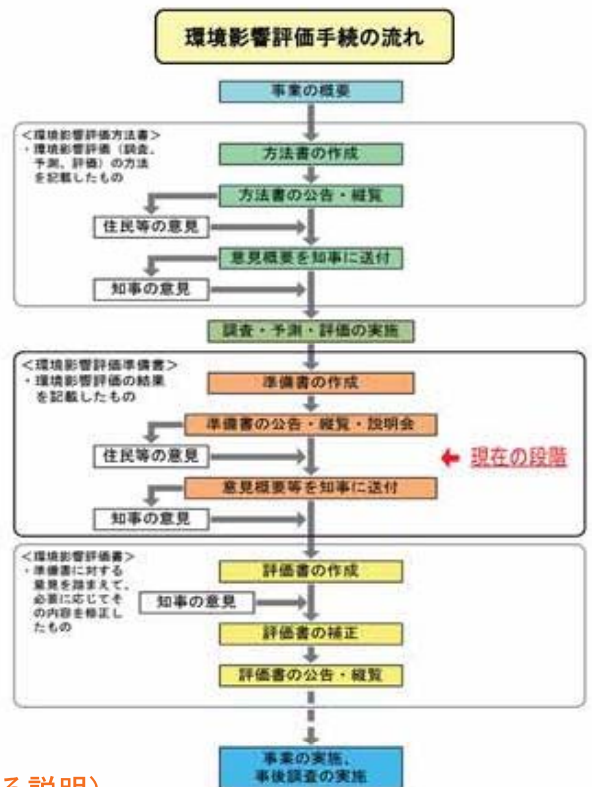 環境影響評価手続の流れ
事業の概要
<環境影響評価方法書>
・環境影響評価（調査、
予測、評価）の方法
を記載したもの
方法書の作成
方法書の公告・縦覧
住民等の意見
意見概要を知事に送付
知事の意見
調査・予測・評価の実施
<環境影響評価準備書>
・環境影響評価の結果
を記載したもの
準備書の作成
準備書の公告・縦覧・説明会
住民等の意見
現在の段階
意見概要等を知事に送付
知事の意見
<環境影響評価書>
・準備書に対する
意見を踏まえて、
必要に応じてそ
の内容を修正し
たもの
評価書の作成
知事の意見
評価書の補正
評価書の公告・縦覧
事業の実施、
事後調査の実施
る説明）